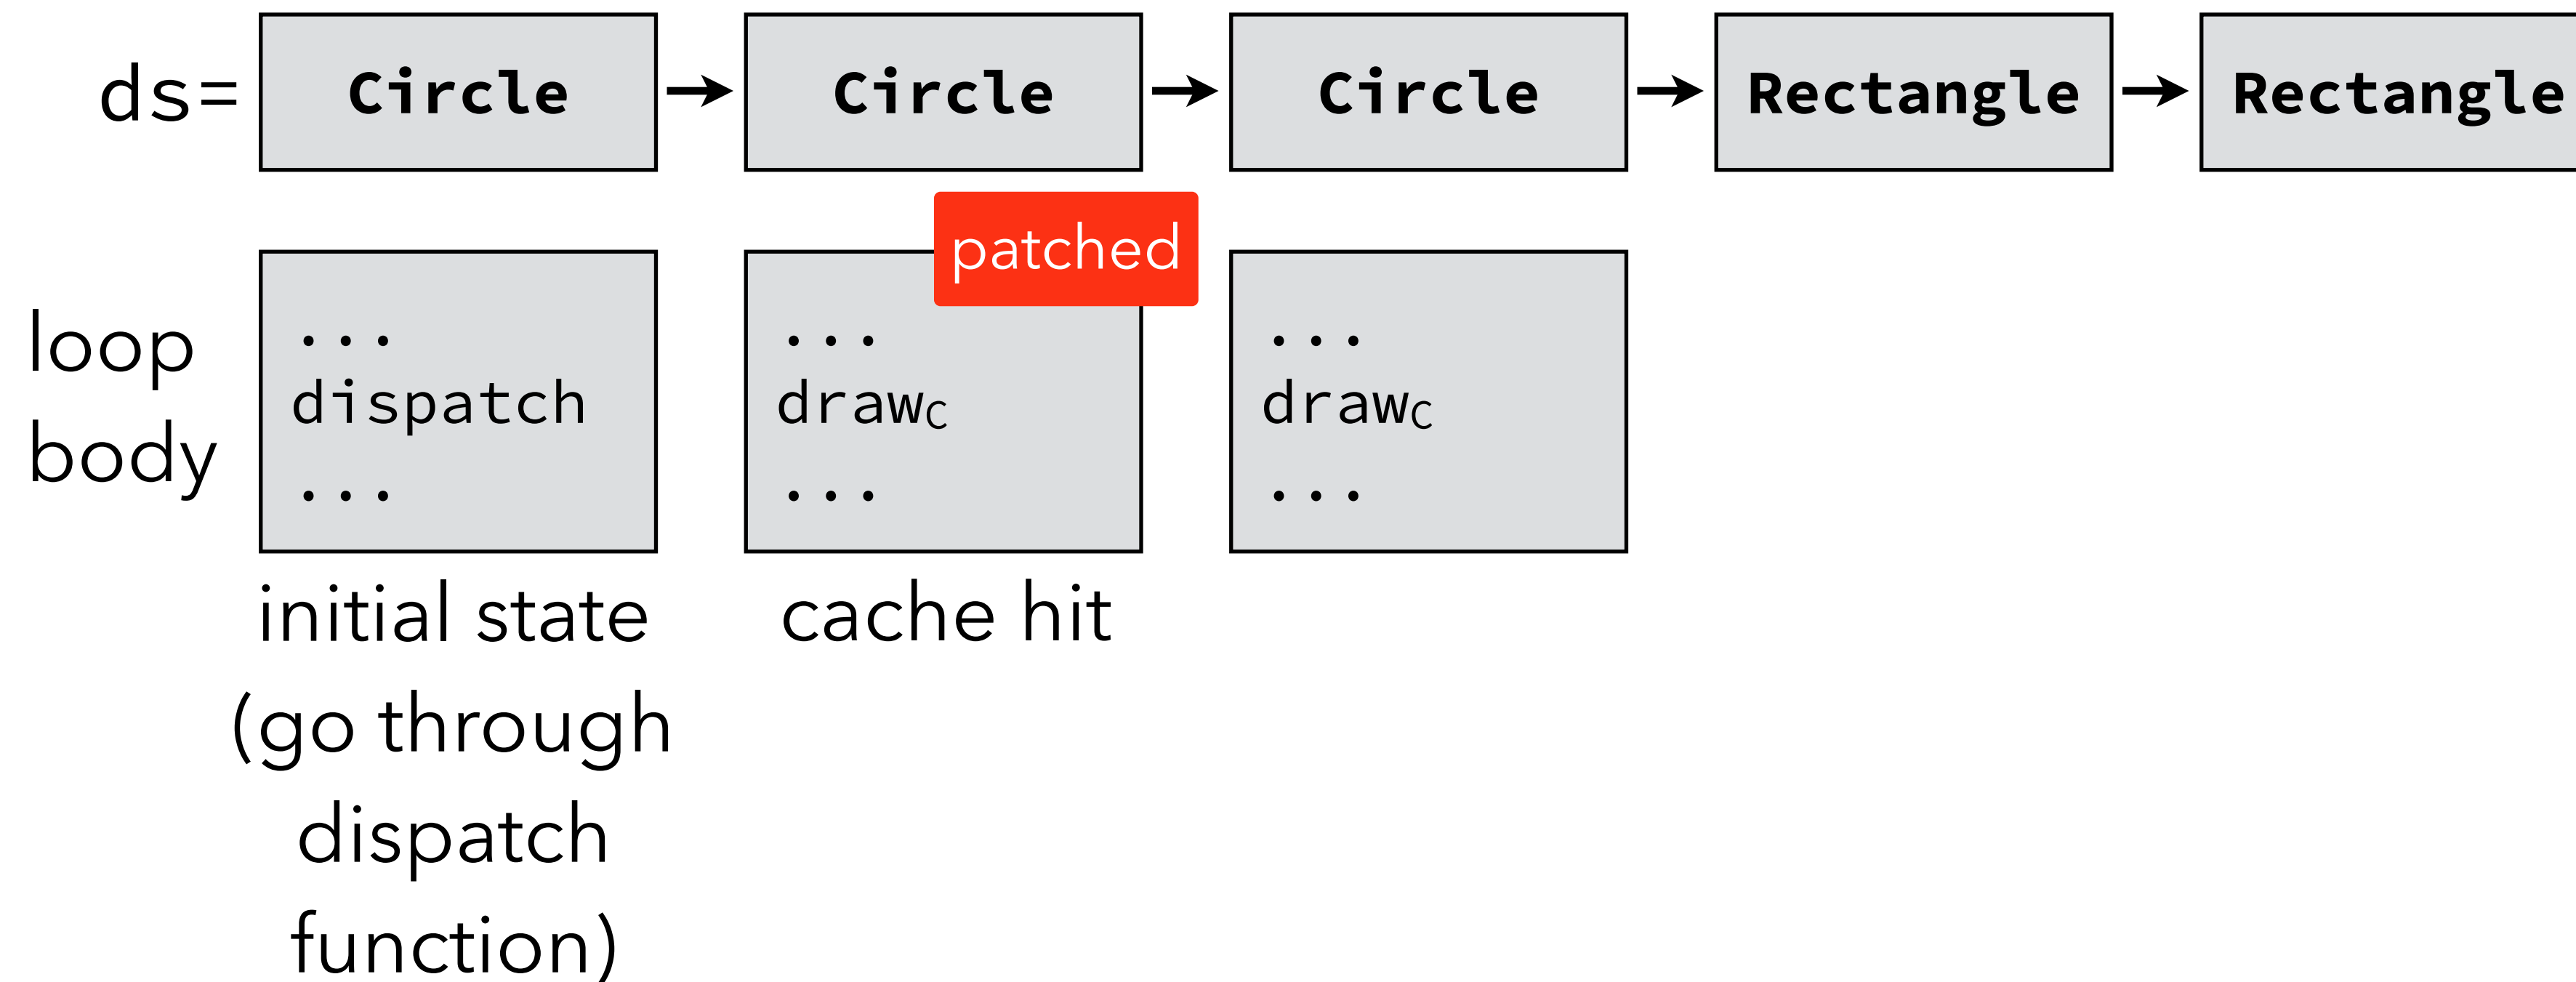 ds= Circle Circle Circle Rectangle Rectangle
patched
loop
body
...
dispatch
...
...
drawC
...
...
drawC
...
initial state
(go through
dispatch
function)
cache hit